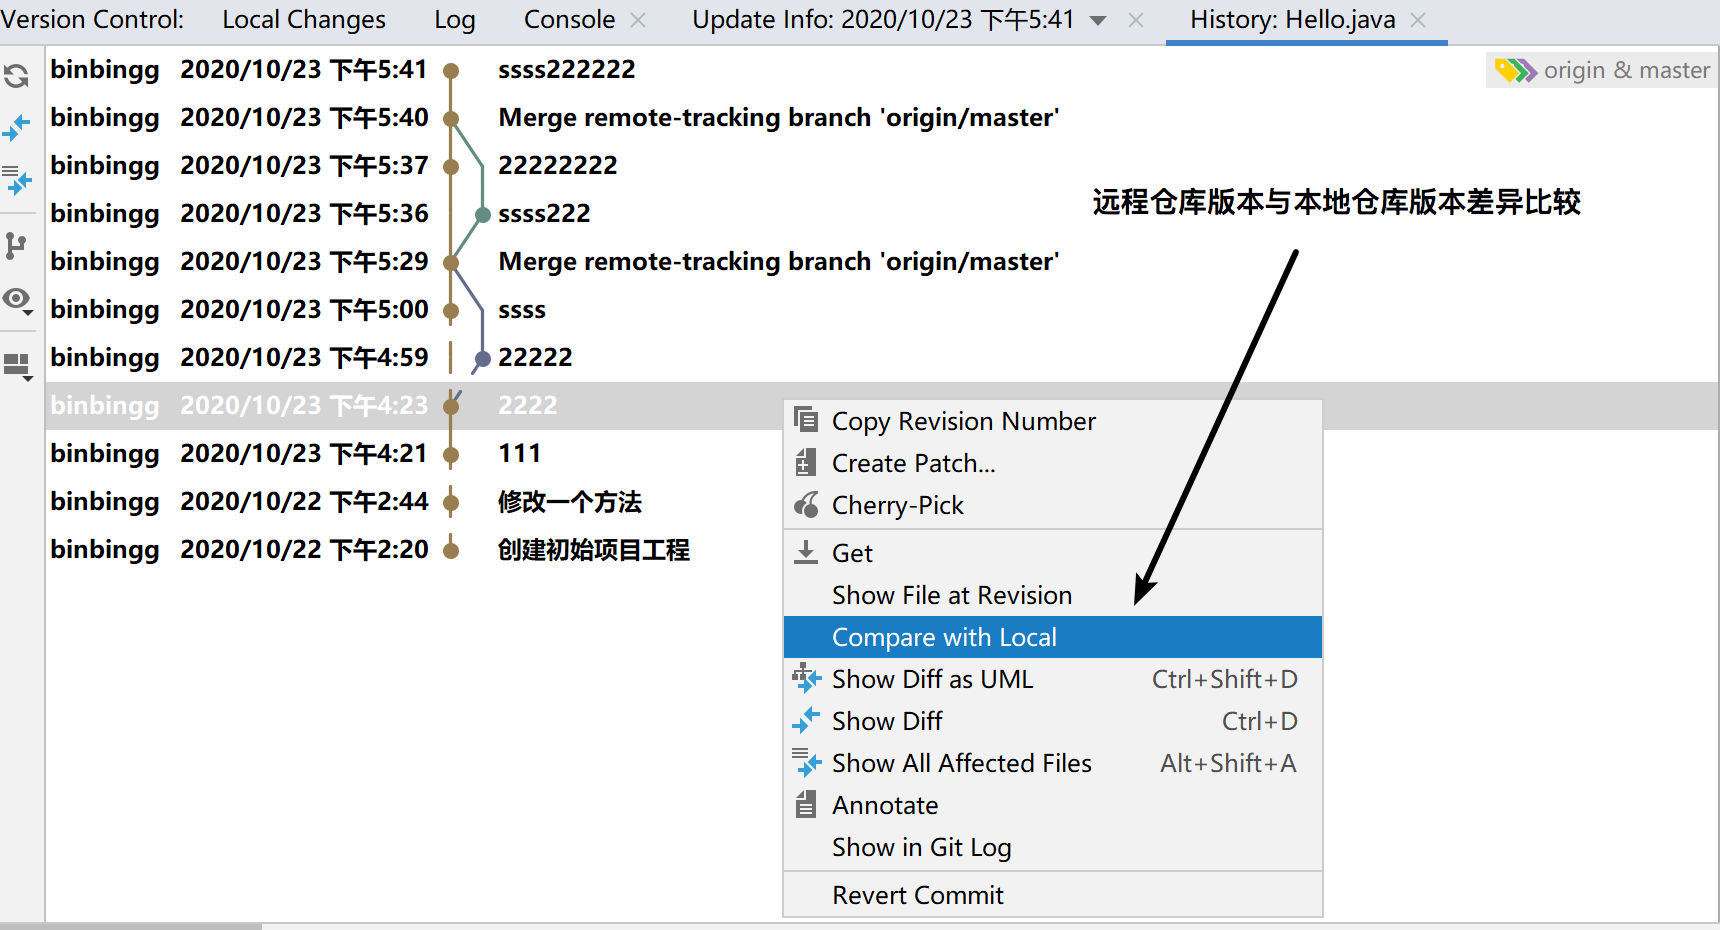 Version Control: Local Changes Log Console Update Info: 2020/10/23 下午5:41 History: Hello.java
binbingg 2020/10/23 下午5:41 ssss222222 origin & master
binbingg 2020/10/23 下午5:40 Merge remote-tracking branch 'origin/master'
binbingg 2020/10/23 下午5:37 22222222
远程仓库版本与本地仓库版本差异比较
binbingg 2020/10/23 下午5:36 ssss222
binbingg 2020/10/23 下午5:29 Merge remote-tracking branch 'origin/master'
binbingg 2020/10/23 下午5:00 ssss
binbingg 2020/10/23 下午4:59 22222
binbingg 2020/10/23 下午4:23 2222
binbingg 2020/10/23 下午4:21 111
binbingg 2020/10/22 下午2:44 修改一个方法
binbingg 2020/10/22 下午2:20 创建初始项目工程
Copy Revision Number
Create Patch...
Cherry-Pick
Get
Show File at Revision
Compare with Local
Show Diff as UML Ctrl+Shift+D
Show Diff Ctrl+D
Show All Affected Files Alt+Shift+A
Annotate
Show in Git Log
Revert Commit